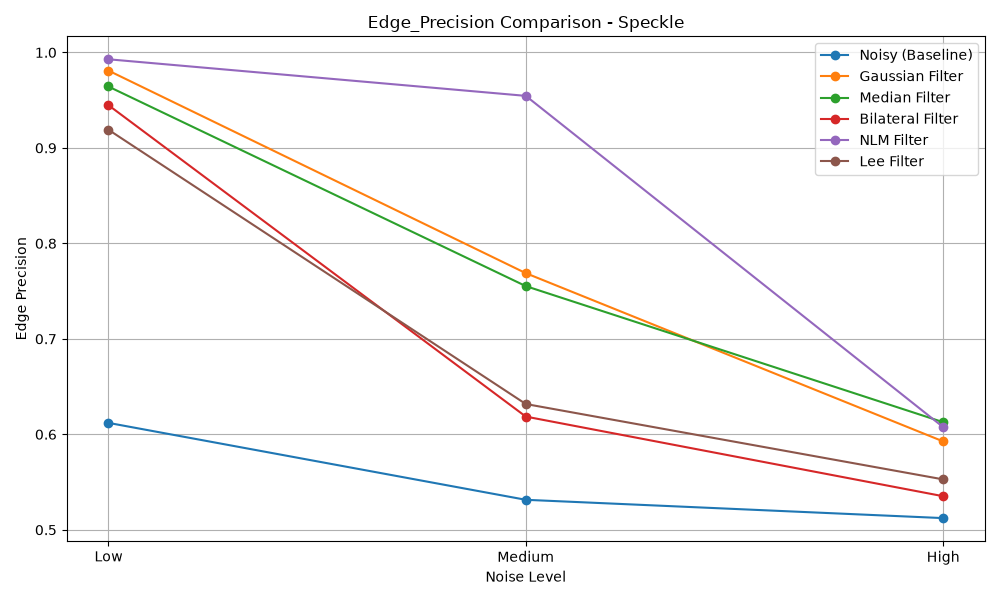 Edge_Precision Comparison - Speckle
Noisy (Baseline)
Gaussian Filter
Median Filter
Bilateral Filter
NLM Filter
Lee Filter
Edge Precision
1.0
0.9
0.8
0.7
0.6
0.5
Low
Medium
High
Noise Level